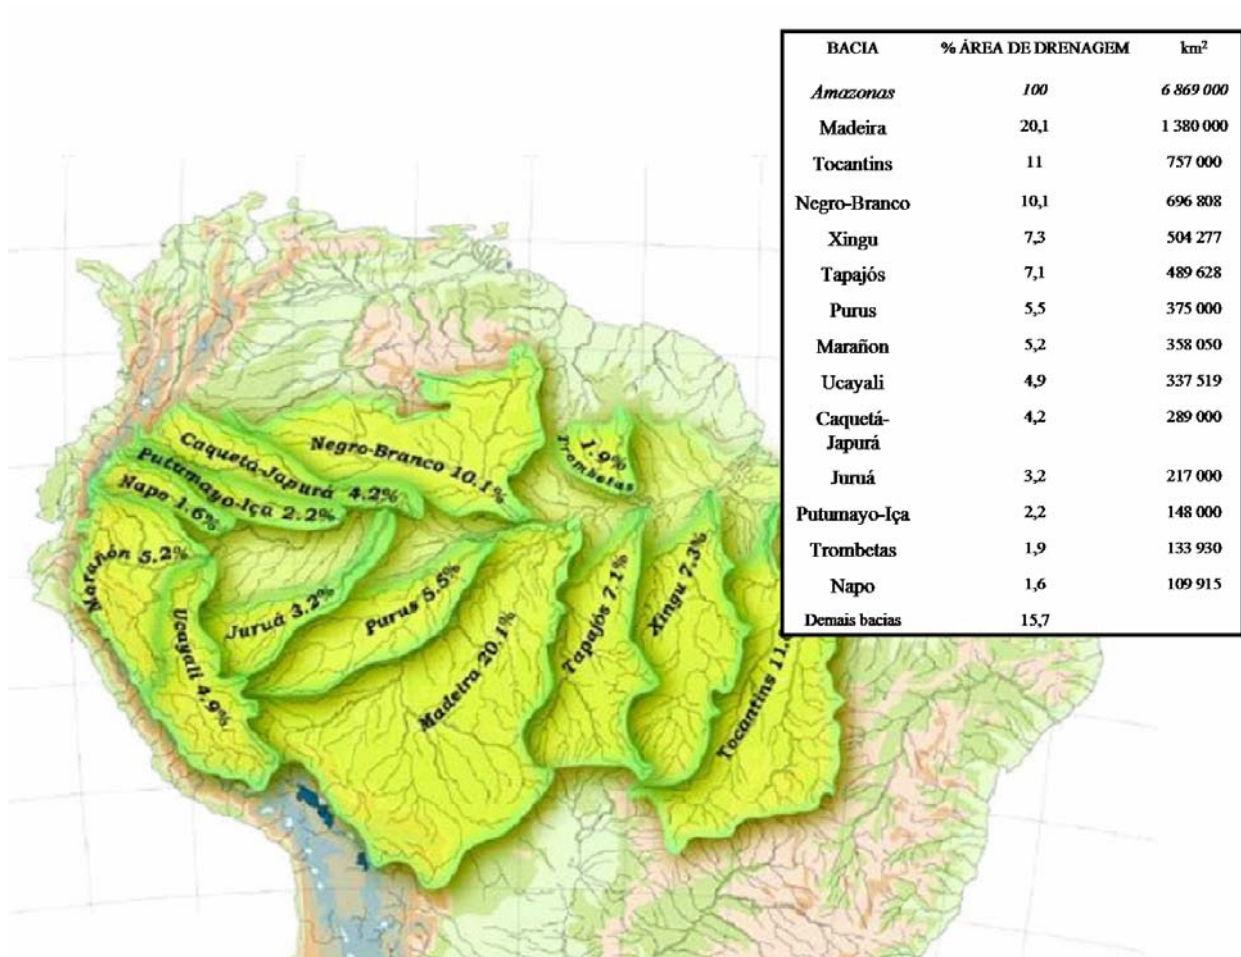 BACIA % ÁREA DE DRENAGEM km²
Amazonas 100 6 869 000
Madeira 20,1 1 380 000
Tocantins 11 757 000
Negro-Branco 10,1 696 808
Xingu 7,3 504 277
Tapajós 7,1 489 628
Purus 5,5 375 000
Marañon 5,2 358 050
Ucayali 4,9 337 519
Caquetá-
Japurá 4,2 289 000
Juruá 3,2 217 000
Putumayo-Iça 2,2 148 000
Trombetas 1,9 133 930
Napo 1,6 109 915
Demais bacias 15,7
Negro-Branco 10.1%
1.9%
Trombetas
Caquetá-Japurá 4.2%
Putumayo-Iça 2.2%
Napo 1.6%
Marañón 5.2%
Ucayali 4.9%
Juruá 3.2%
Purus 5.5%
Madeira 20.1%
Tapajós 7.1%
Xingu 7.3%
Tocantins 11.